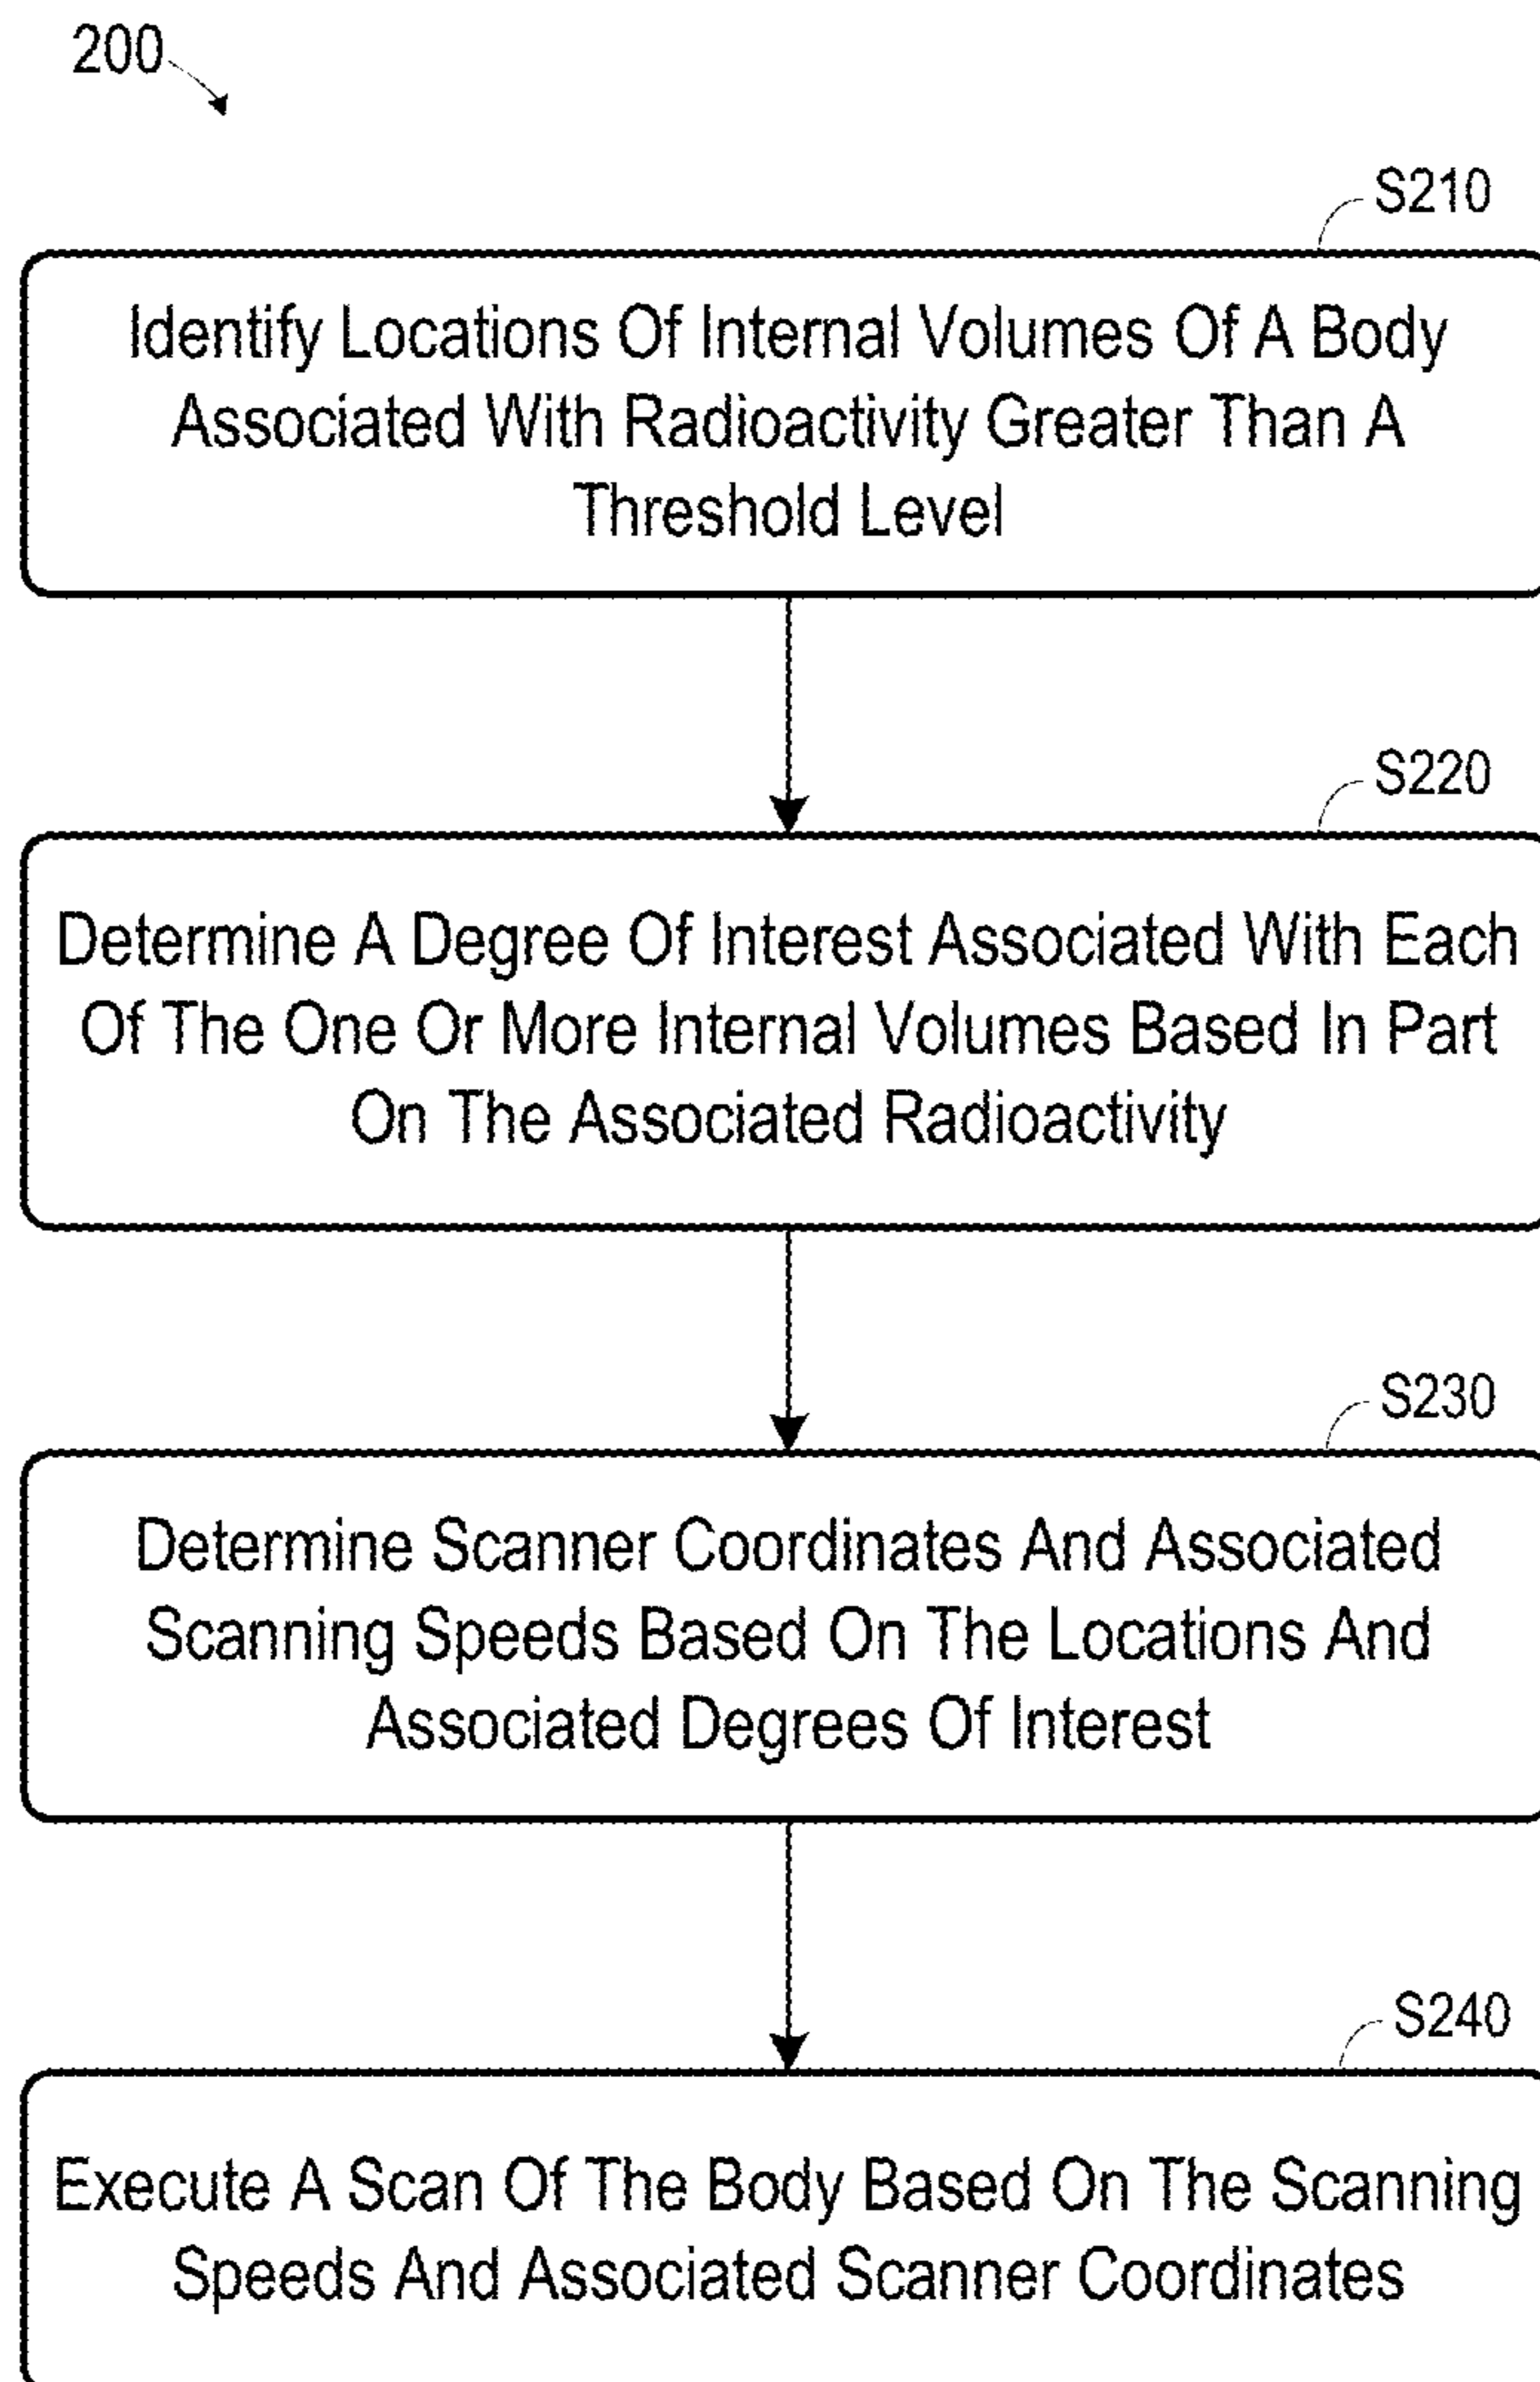 200
S210
Identify Locations Of Internal Volumes Of A Body
Associated With Radioactivity Greater Than A
Threshold Level
S220
Determine A Degree Of Interest Associated With Each
Of The One Or More Internal Volumes Based In Part
On The Associated Radioactivity
S230
Determine Scanner Coordinates And Associated
Scanning Speeds Based On The Locations And
Associated Degrees Of Interest
S240
Execute A Scan Of The Body Based On The Scanning
Speeds And Associated Scanner Coordinates